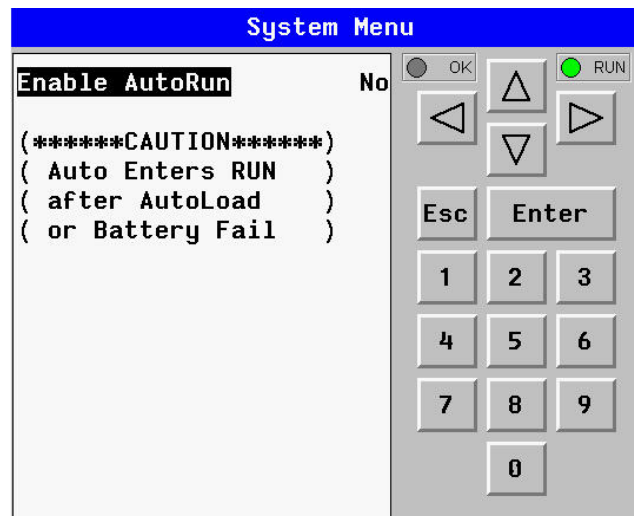 System Menu
Enable AutoRun No
(******CAUTION******)
( Auto Enters RUN )
( after AutoLoad )
( or Battery Fail )
OK
RUN
Esc Enter
1 2 3
4 5 6
7 8 9
0